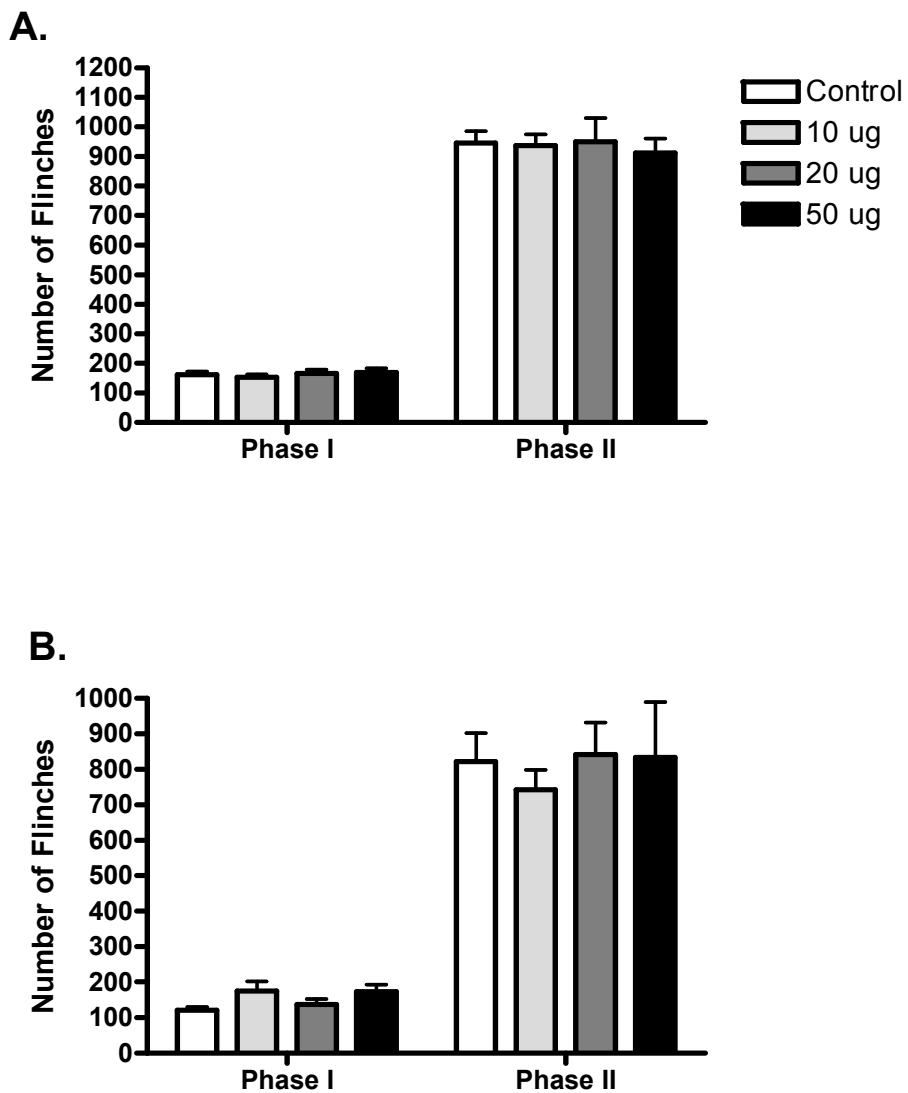 A.
Number of Flinches
1200
1100
1000
900
800
700
600
500
400
300
200
100
0
Phase I
Phase II
Control
10 ug
20 ug
50 ug
B.
Number of Flinches
1000
900
800
700
600
500
400
300
200
100
0
Phase I
Phase II